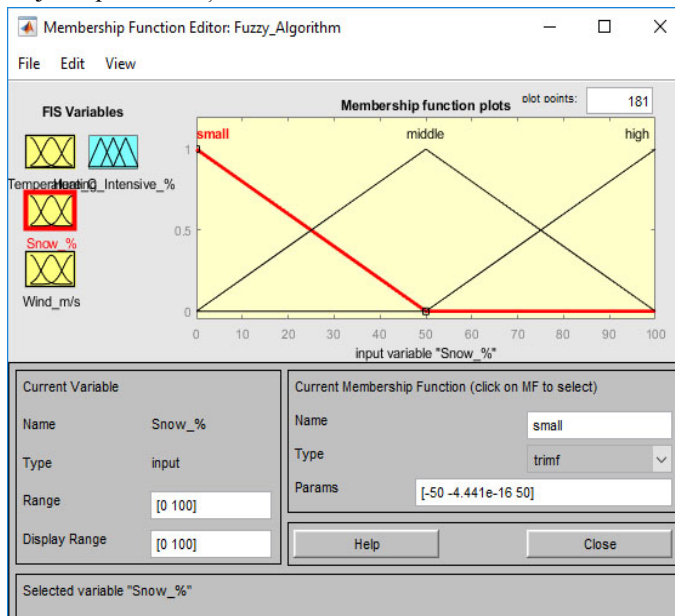 Membership Function Editor: Fuzzy_Algorithm
File Edit View
FIS Variables
Membership function plots
plot points:
181
small
middle
high
1
0.5
0
0 10 20 30 40 50 60 70 80 90 100
input variable "Snow_%"
Heating_Intensive_%
Snow_%
Wind_m/s
Current Variable
Name Snow_%
Type input
Range [0 100]
Display Range [0 100]
Current Membership Function (click on MF to select)
Name small
Type trimf
Params [-50 -4.441e-16 50]
Help Close
Selected variable "Snow_%"